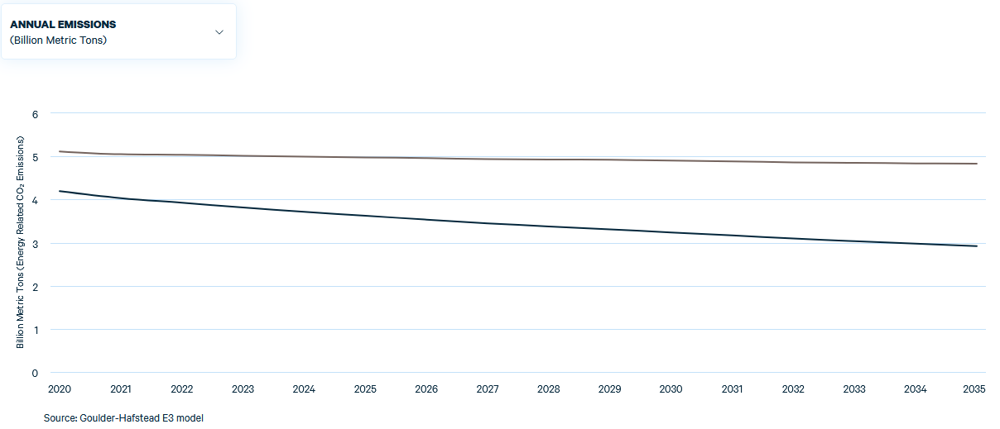 ANNUAL EMISSIONS
(Billion Metric Tons)
Billion Metric Tons (Energy Related CO₂ Emissions)
6
5
4
3
2
1
0
2020 2021 2022 2023 2024 2025 2026 2027 2028 2029 2030 2031 2032 2033 2034 2035
Source: Goulder-Hafstead E3 model